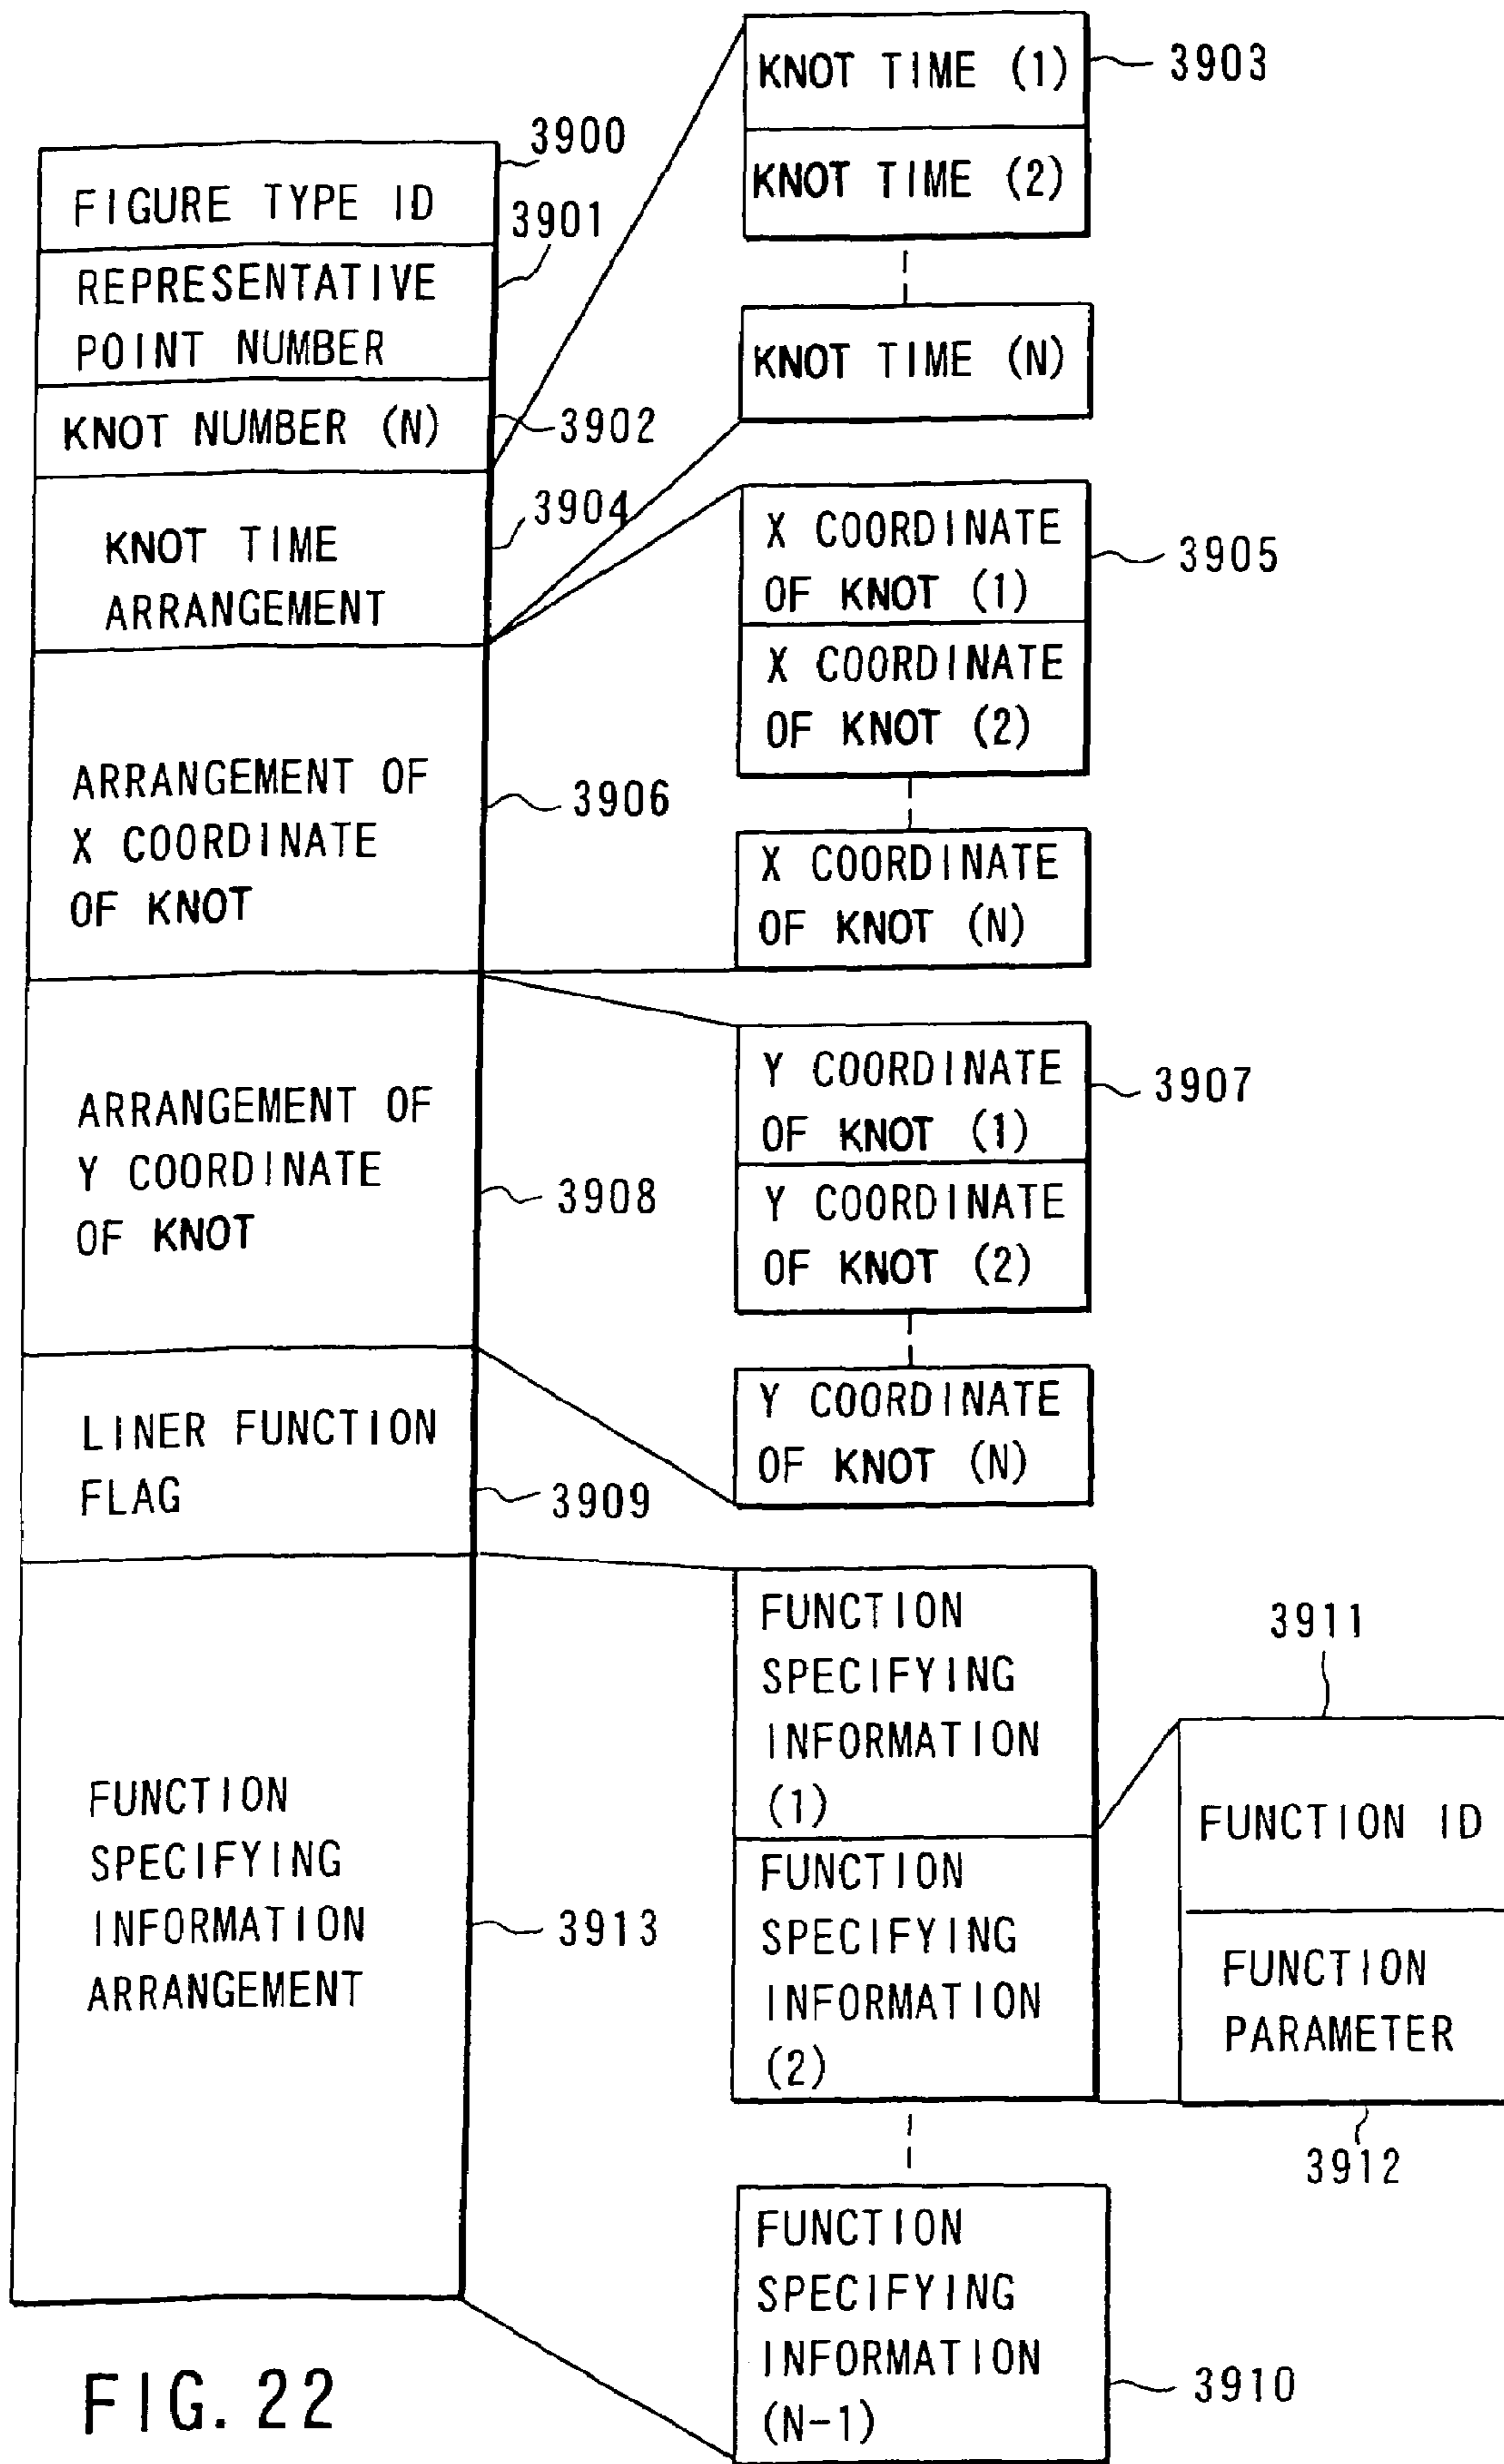 3900
FIGURE TYPE ID
3901
REPRESENTATIVE
POINT NUMBER
KNOT NUMBER (N)
3902
3904
KNOT TIME
ARRANGEMENT
ARRANGEMENT OF
X COORDINATE
OF KNOT
3906
ARRANGEMENT OF
Y COORDINATE
OF KNOT
3908
LINER FUNCTION
FLAG
3909
FUNCTION
SPECIFYING
INFORMATION
ARRANGEMENT
3913
KNOT TIME (1)
3903
KNOT TIME (2)
KNOT TIME (N)
X COORDINATE
OF KNOT (1)
3905
X COORDINATE
OF KNOT (2)
X COORDINATE
OF KNOT (N)
Y COORDINATE
OF KNOT (1)
3907
Y COORDINATE
OF KNOT (2)
Y COORDINATE
OF KNOT (N)
FUNCTION
SPECIFYING
INFORMATION
(1)
FUNCTION
SPECIFYING
INFORMATION
(2)
3911
FUNCTION ID
FUNCTION
PARAMETER
3912
FUNCTION
SPECIFYING
INFORMATION
(N-1)
3910
FIG. 22